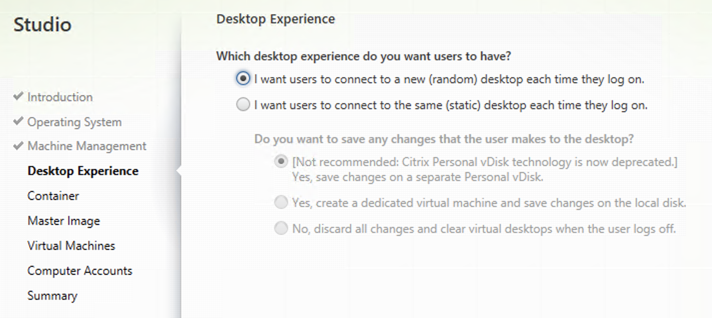 Studio
Introduction
Operating System
Machine Management
Desktop Experience
Container
Master Image
Virtual Machines
Computer Accounts
Summary
Desktop Experience
Which desktop experience do you want users to have?
I want users to connect to a new (random) desktop each time they log on.
I want users to connect to the same (static) desktop each time they log on.
Do you want to save any changes that the user makes to the desktop?
[Not recommended: Citrix Personal vDisk technology is now deprecated.]
Yes, save changes on a separate Personal vDisk.
Yes, create a dedicated virtual machine and save changes on the local disk.
No, discard all changes and clear virtual desktops when the user logs off.